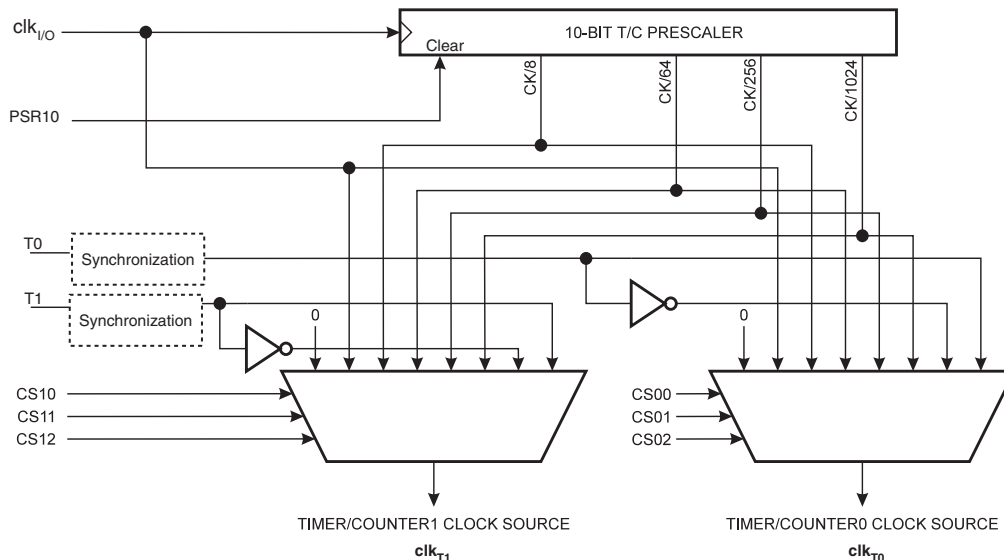 clkI/O
10-BIT T/C PRESCALER
Clear
CK/8
CK/64
CK/256
CK/1024
PSR10
T0
Synchronization
T1
Synchronization
0
0
CS10
CS11
CS12
CS00
CS01
CS02
TIMER/COUNTER1 CLOCK SOURCE
clkT1
TIMER/COUNTER0 CLOCK SOURCE
clkT0